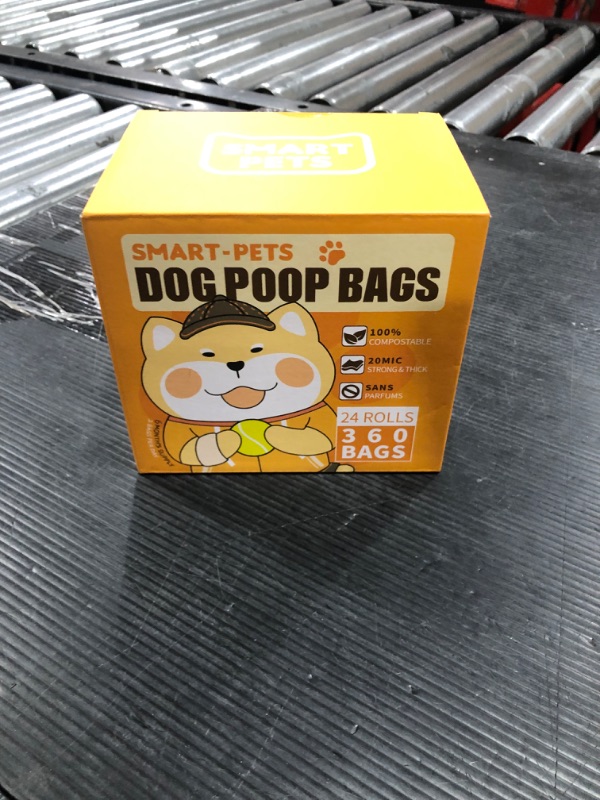 SMART
PETS
SMART-PETS
DOG POOP BAGS
100%
COMPOSTABLE
20MIC
STRONG & THICK
SANS
PARFUMS
24 ROLLS
360
BAGS